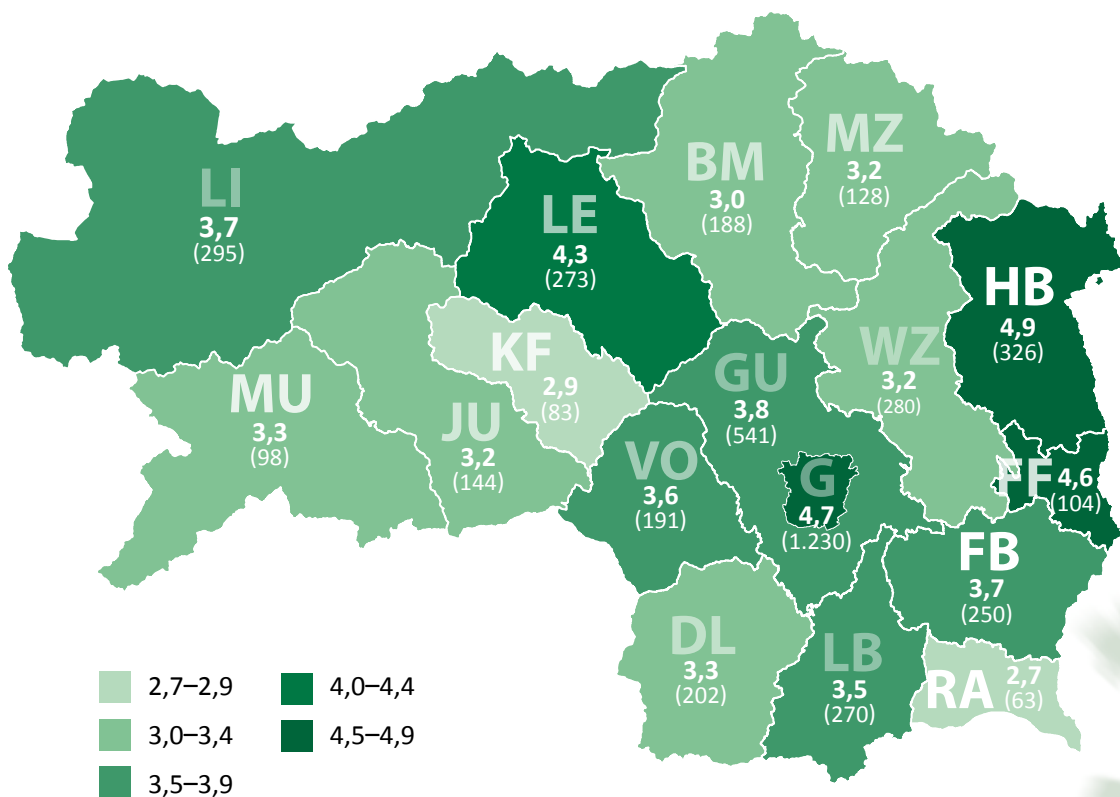 LI
3,7
(295)
LE
4,3
(273)
BM
3,0
(188)
MZ
3,2
(128)
HB
4,9
(326)
MU
3,3
(98)
JU
3,2
(144)
KF
2,9
(83)
GU
3,8
(541)
WZ
3,2
(280)
VO
3,6
(191)
G
4,7
(1.230)
FF 4,6
(104)
FB
3,7
(250)
DL
3,3
(202)
LB
3,5
(270)
RA 2,7
(63)
2,7–2,9
3,0–3,4
3,5–3,9
4,0–4,4
4,5–4,9